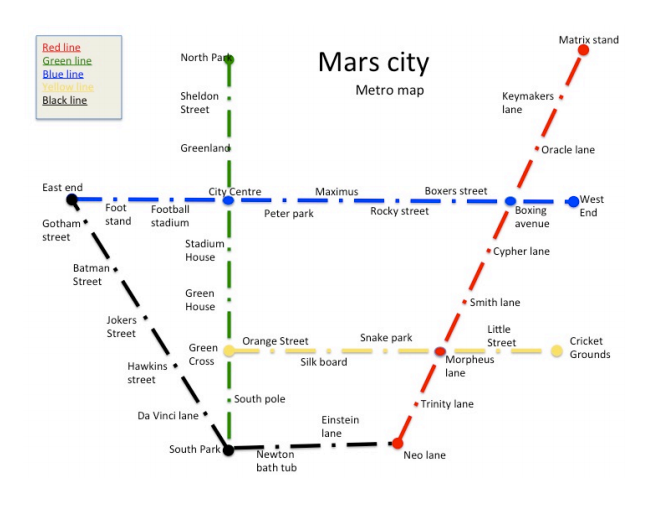 Matrix stand
Red line
Green line
Blue line
Yellow line
Black line
North Park
Mars city
Metro map
Sheldon
Street
Keymakers
lane
Greenland
Oracle lane
East end
City Centre
Maximus
Boxers street
West
End
Foot
stand
Football
stadium
Peter park
Rocky street
Boxing
avenue
Gotham
street
Stadium
House
Cypher lane
Batman
Street
Green
House
Smith lane
Jokers
Street
Orange Street
Snake park
Little
Street
Cricket
Grounds
Green
Cross
Silk board
Morpheus
lane
Hawkins
street
South pole
Trinity lane
Da Vinci lane
Einstein
lane
South Park
Newton
bath tub
Neo lane